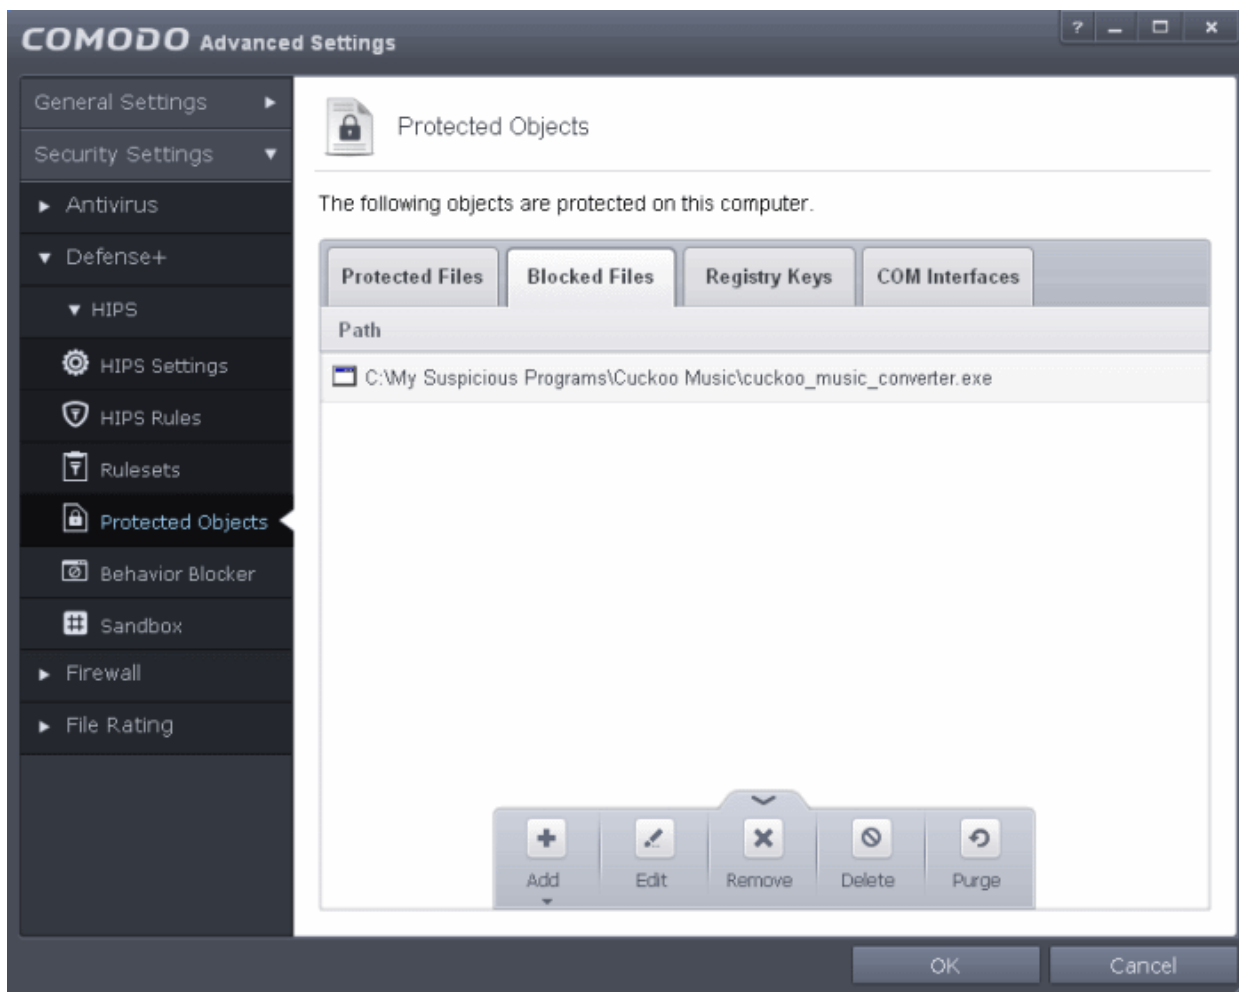 COMODO Advanced Settings
?
General Settings
Security Settings
Antivirus
Defense+
HIPS
HIPS Settings
HIPS Rules
Rulesets
Protected Objects
Behavior Blocker
Sandbox
Firewall
File Rating
Protected Objects
The following objects are protected on this computer.
Protected Files Blocked Files Registry Keys COM Interfaces
Path
C:\My Suspicious Programs\Cuckoo Music\cuckoo_music_converter.exe
Add Edit Remove Delete Purge
OK Cancel